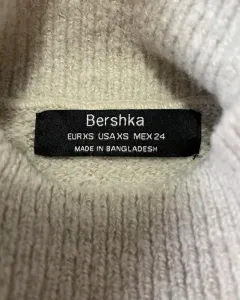 Bershka
EUR XS USA XS MEX 24
MADE IN BANGLADESH